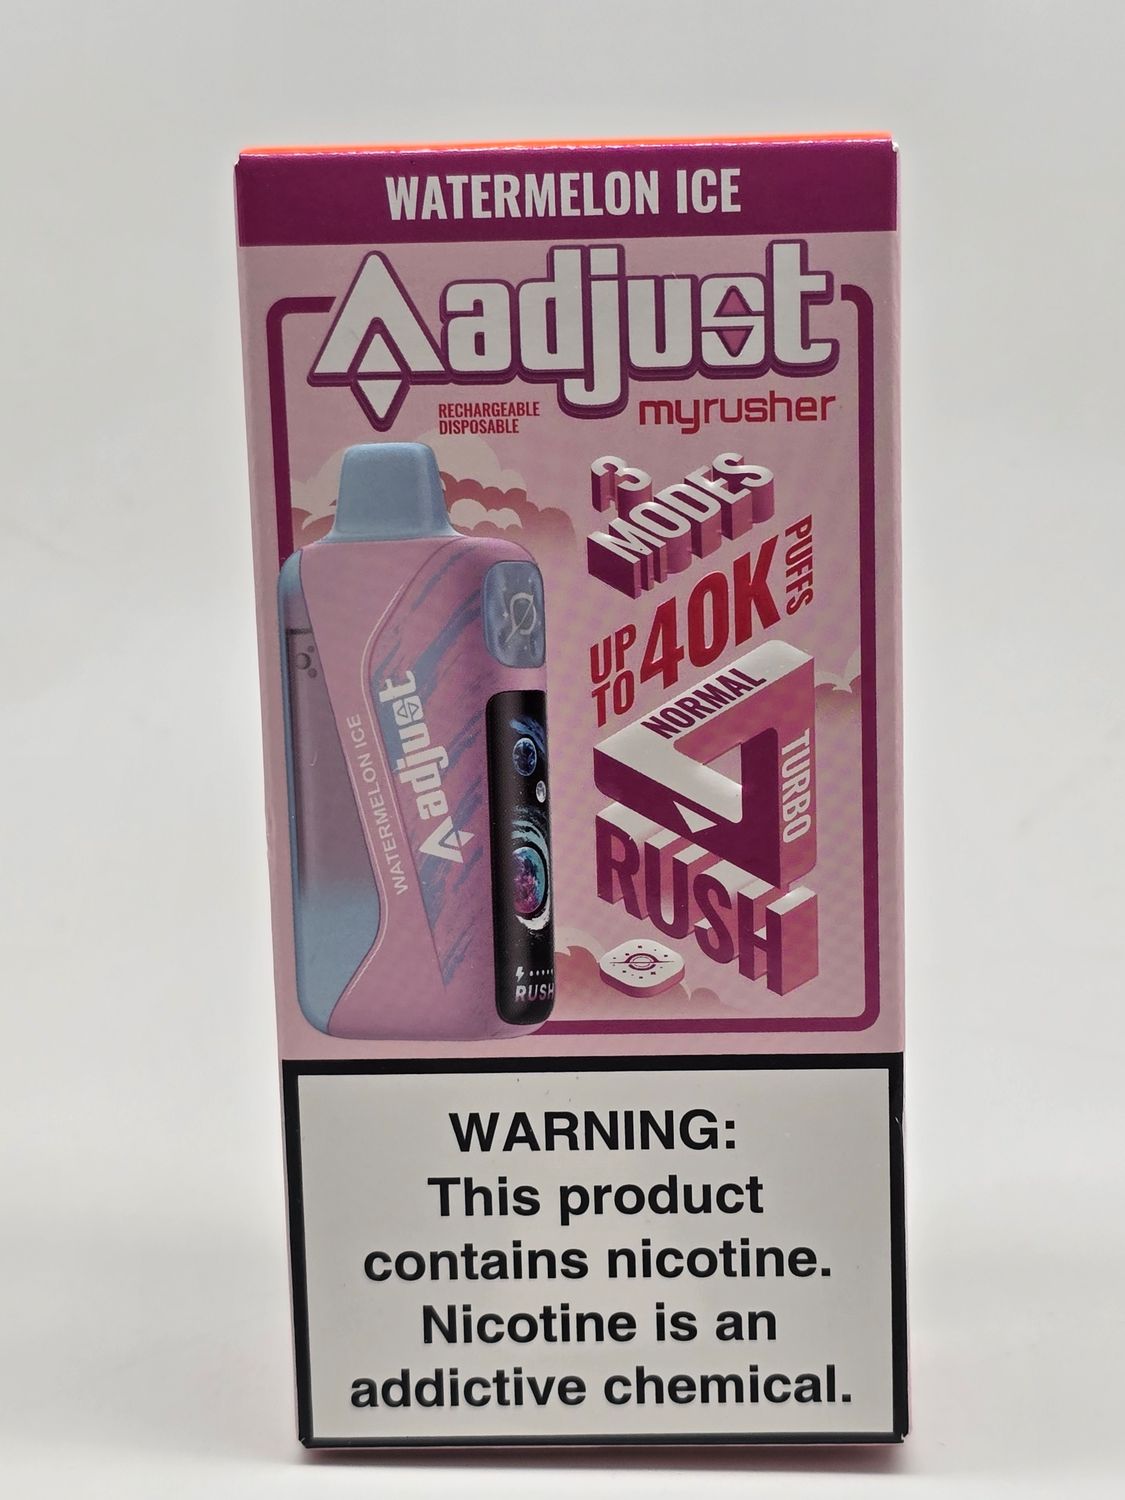 WATERMELON ICE
adjust
RECHARGEABLE
DISPOSABLE
myrusher
3
MODES
UP
TO
40K
PUFFS
NORMAL
TURBO
RUSH
WATERMELON ICE
adjust
RUSH
WARNING:
This product
contains nicotine.
Nicotine is an
addictive chemical.